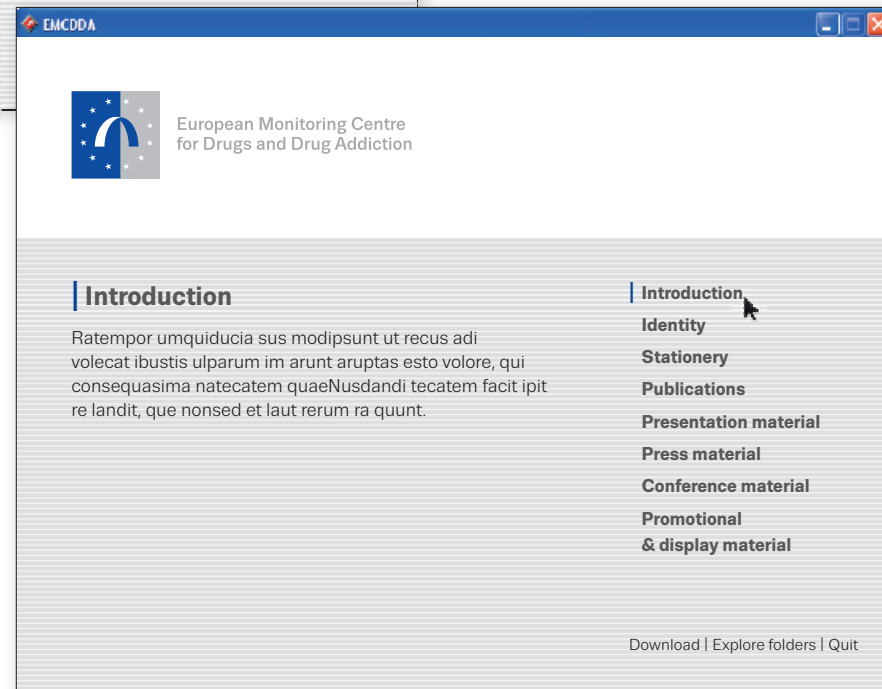 EMCDDA
European Monitoring Centre
for Drugs and Drug Addiction
Introduction
Ratempor umquiducia sus modipsunt ut recus adi
volecat ibustis ulparum im arunt aruptas esto volore, qui
consequasima natecatem quaeNusdandi tecatem facit ipit
re landit, que nonsed et laut rerum ra quunt.
Introduction
Identity
Stationery
Publications
Presentation material
Press material
Conference material
Promotional
& display material
Download | Explore folders | Quit